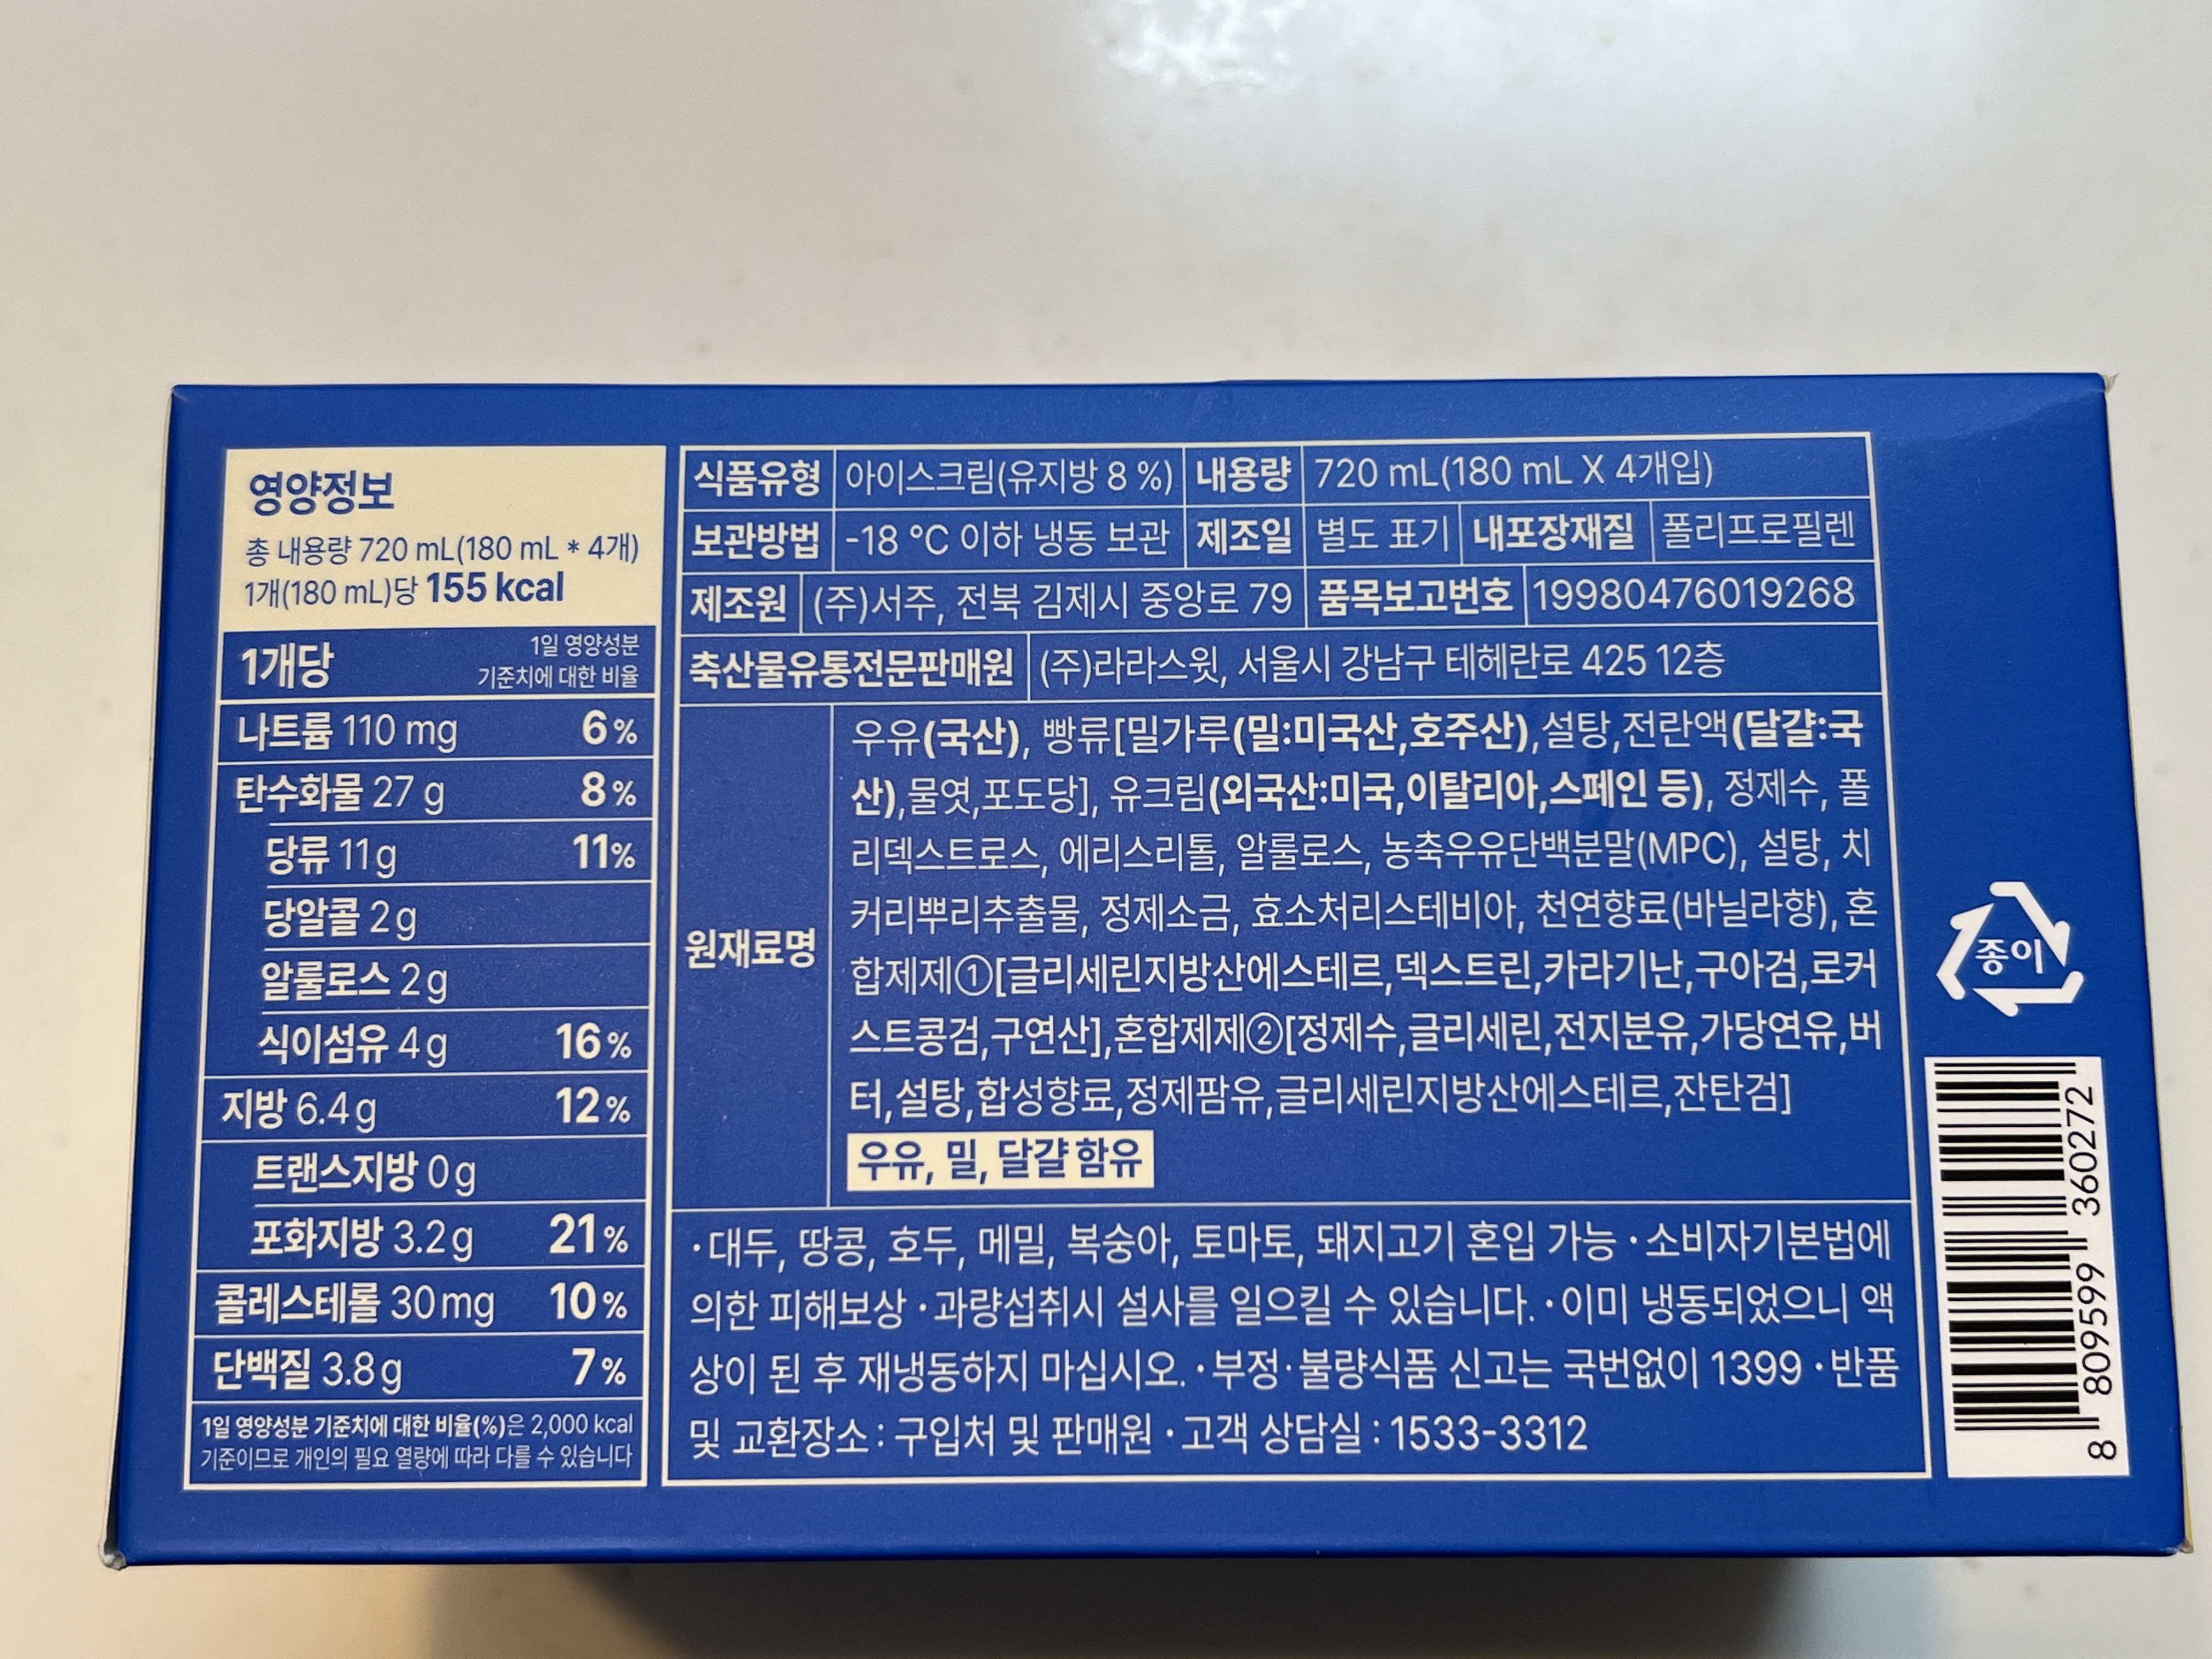 영양정보
총 내용량 720 mL(180 mL * 4개)
1개(180 mL)당 155 kcal
1개당
1일 영양성분
기준치에 대한 비율
나트륨 110 mg 6 %
탄수화물 27 g 8 %
당류 11 g 11%
당알콜 2 g
알룰로스 2 g
식이섬유 4 g 16 %
지방 6.4 g 12 %
트랜스지방 0 g
포화지방 3.2 g 21 %
콜레스테롤 30 mg 10 %
단백질 3.8 g 7 %
1일 영양성분 기준치에 대한 비율(%)은 2,000 kcal
기준이므로 개인의 필요 열량에 따라 다를 수 있습니다
식품유형 아이스크림(유지방 8 %) 내용량 720 mL(180 mL X 4개입)
보관방법 -18 ℃ 이하 냉동 보관 제조일 별도 표기 내포장재질 폴리프로필렌
제조원 (주)서주, 전북 김제시 중앙로 79 품목보고번호 19980476019268
축산물유통전문판매원 (주)라라스윗, 서울시 강남구 테헤란로 425 12층
원재료명
우유(국산), 빵류[밀가루(밀:미국산,호주산),설탕,전란액(달걀:국
산),물엿,포도당], 유크림(외국산:미국,이탈리아,스페인 등), 정제수, 폴
리덱스트로스, 에리스리톨, 알룰로스, 농축우유단백분말(MPC), 설탕, 치
커리뿌리추출물, 정제소금, 효소처리스테비아, 천연향료(바닐라향), 혼
합제제①[글리세린지방산에스테르,덱스트린,카라기난,구아검,로커
스트콩검,구연산],혼합제제②[정제수,글리세린,전지분유,가당연유,버
터,설탕,합성향료,정제팜유,글리세린지방산에스테르,잔탄검]
우유, 밀, 달걀 함유
·대두, 땅콩, 호두, 메밀, 복숭아, 토마토, 돼지고기 혼입 가능 ·소비자기본법에
의한 피해보상 ·과량섭취시 설사를 일으킬 수 있습니다. ·이미 냉동되었으니 액
상이 된 후 재냉동하지 마십시오. ·부정·불량식품 신고는 국번없이 1399 ·반품
및 교환장소 : 구입처 및 판매원 ·고객 상담실 : 1533-3312
종이
8 809599 360272